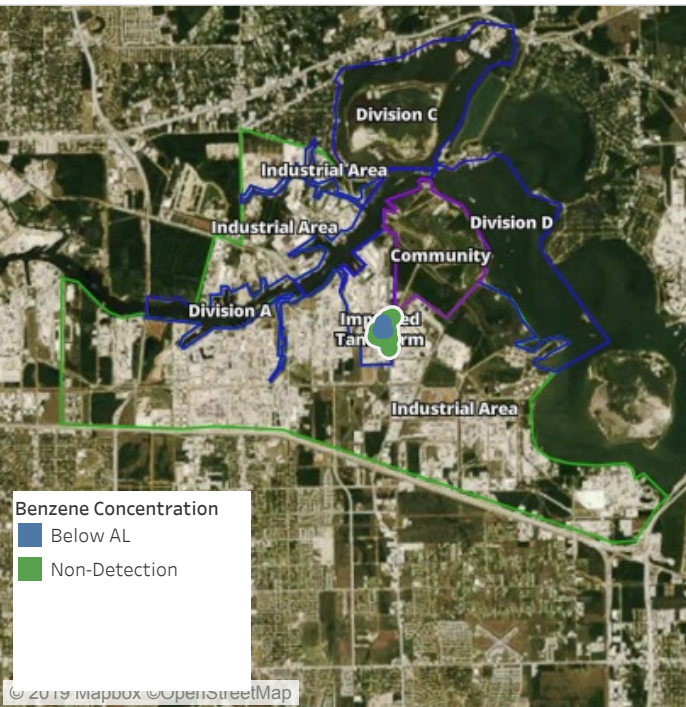 Division C
Industrial Area
Industrial Area
Division D
Community
Division A
Industrial Area
Benzene Concentration
Below AL
Non-Detection
© 2019 Mapbox ©OpenStreetMap